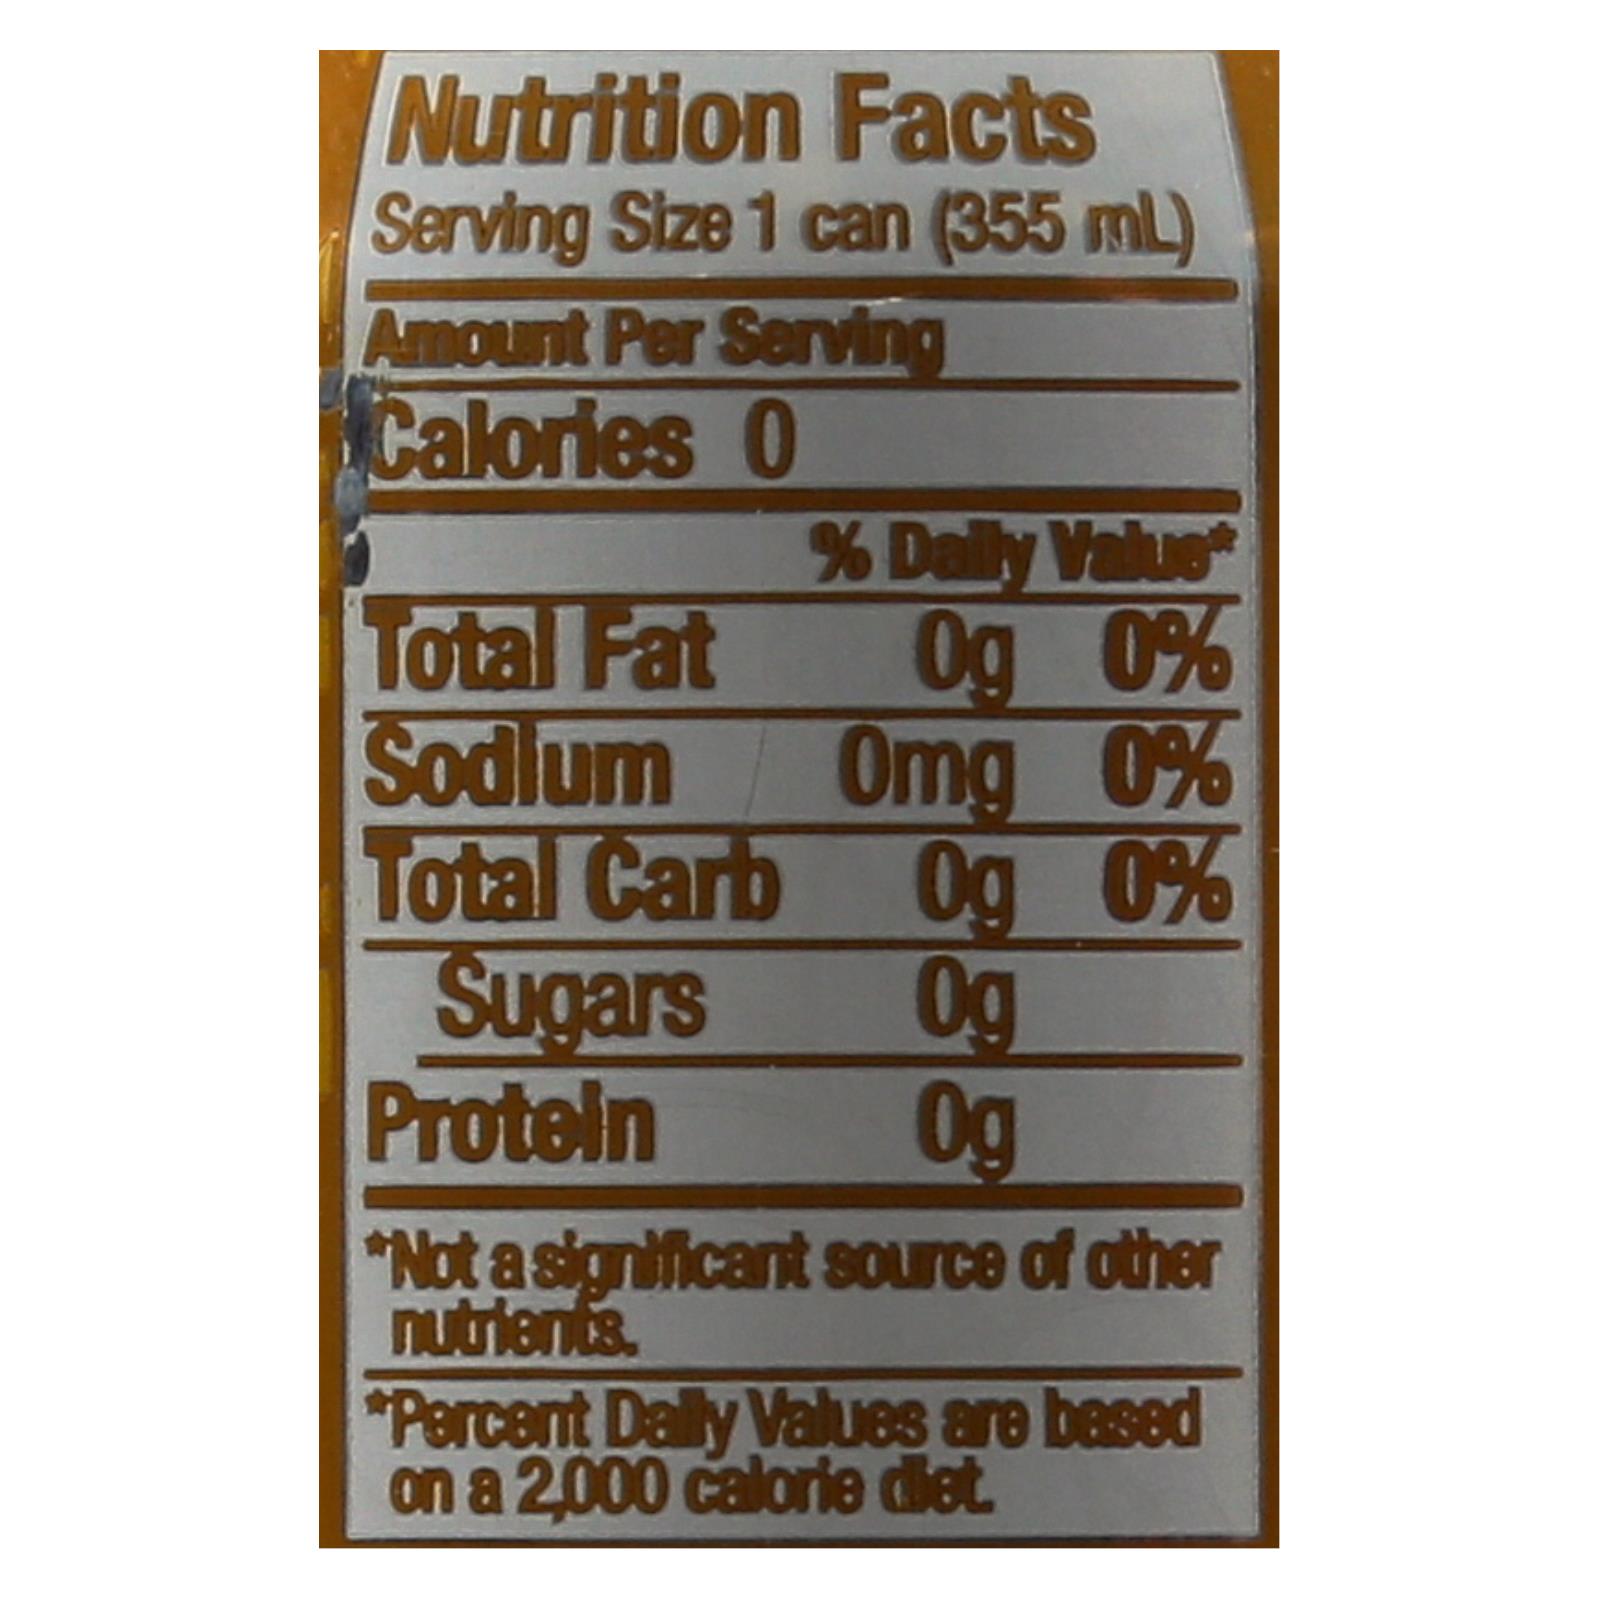 Nutrition Facts
Serving Size 1 can (355 mL)
Amount Per Serving
Calories 0
% Daily Value*
Total Fat 0g 0%
Sodium 0mg 0%
Total Carb 0g 0%
Sugars 0g
Protein 0g
*Not a significant source of other
nutrients.
*Percent Daily Values are based
on a 2,000 calorie diet.